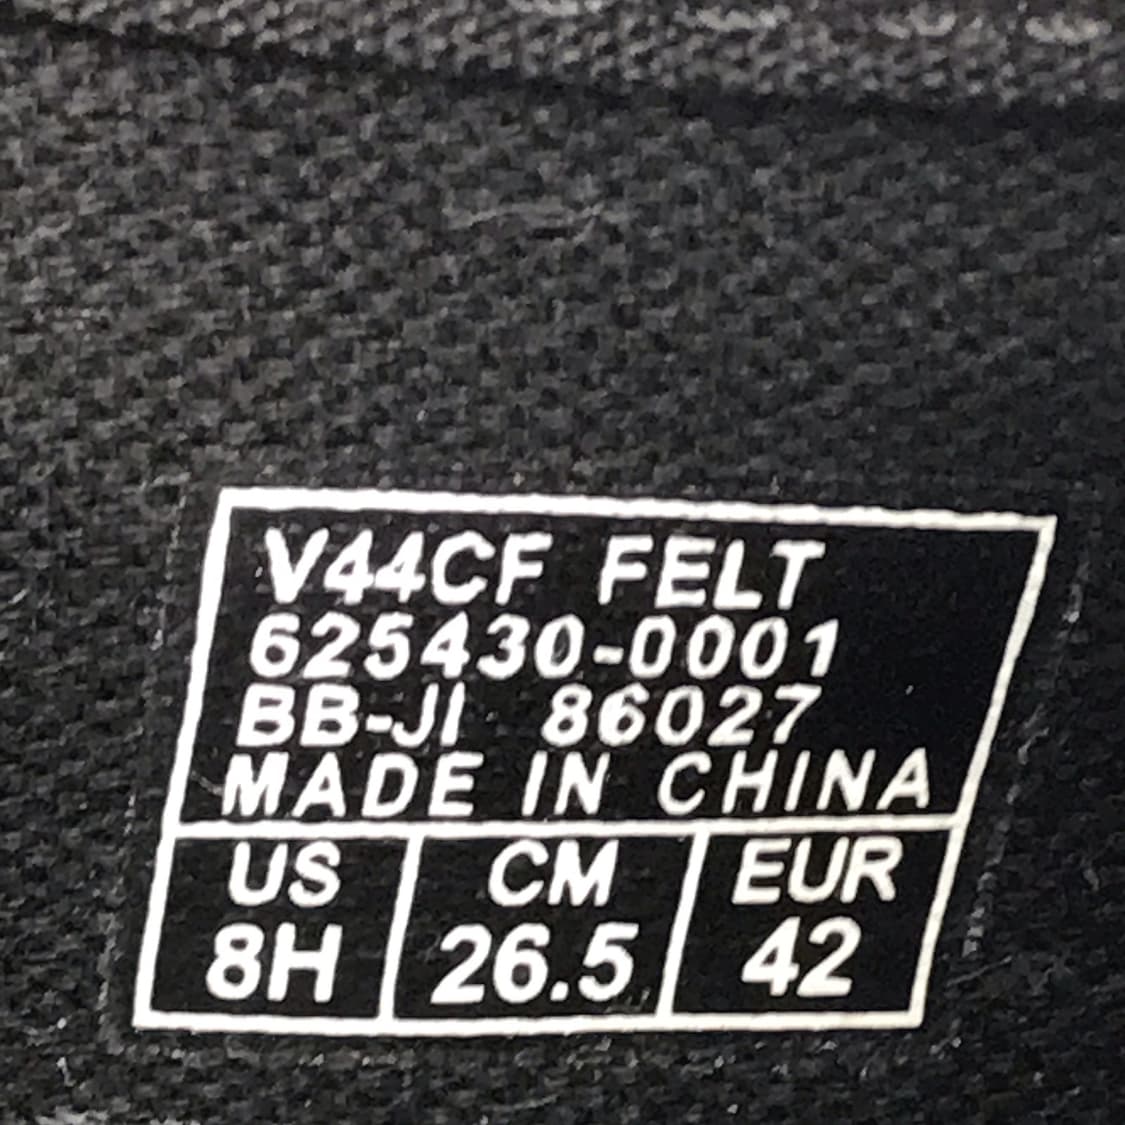 V44CF FELT
625430-0001
BB-JI 86027
MADE IN CHINA
US CM EUR
8H 26.5 42